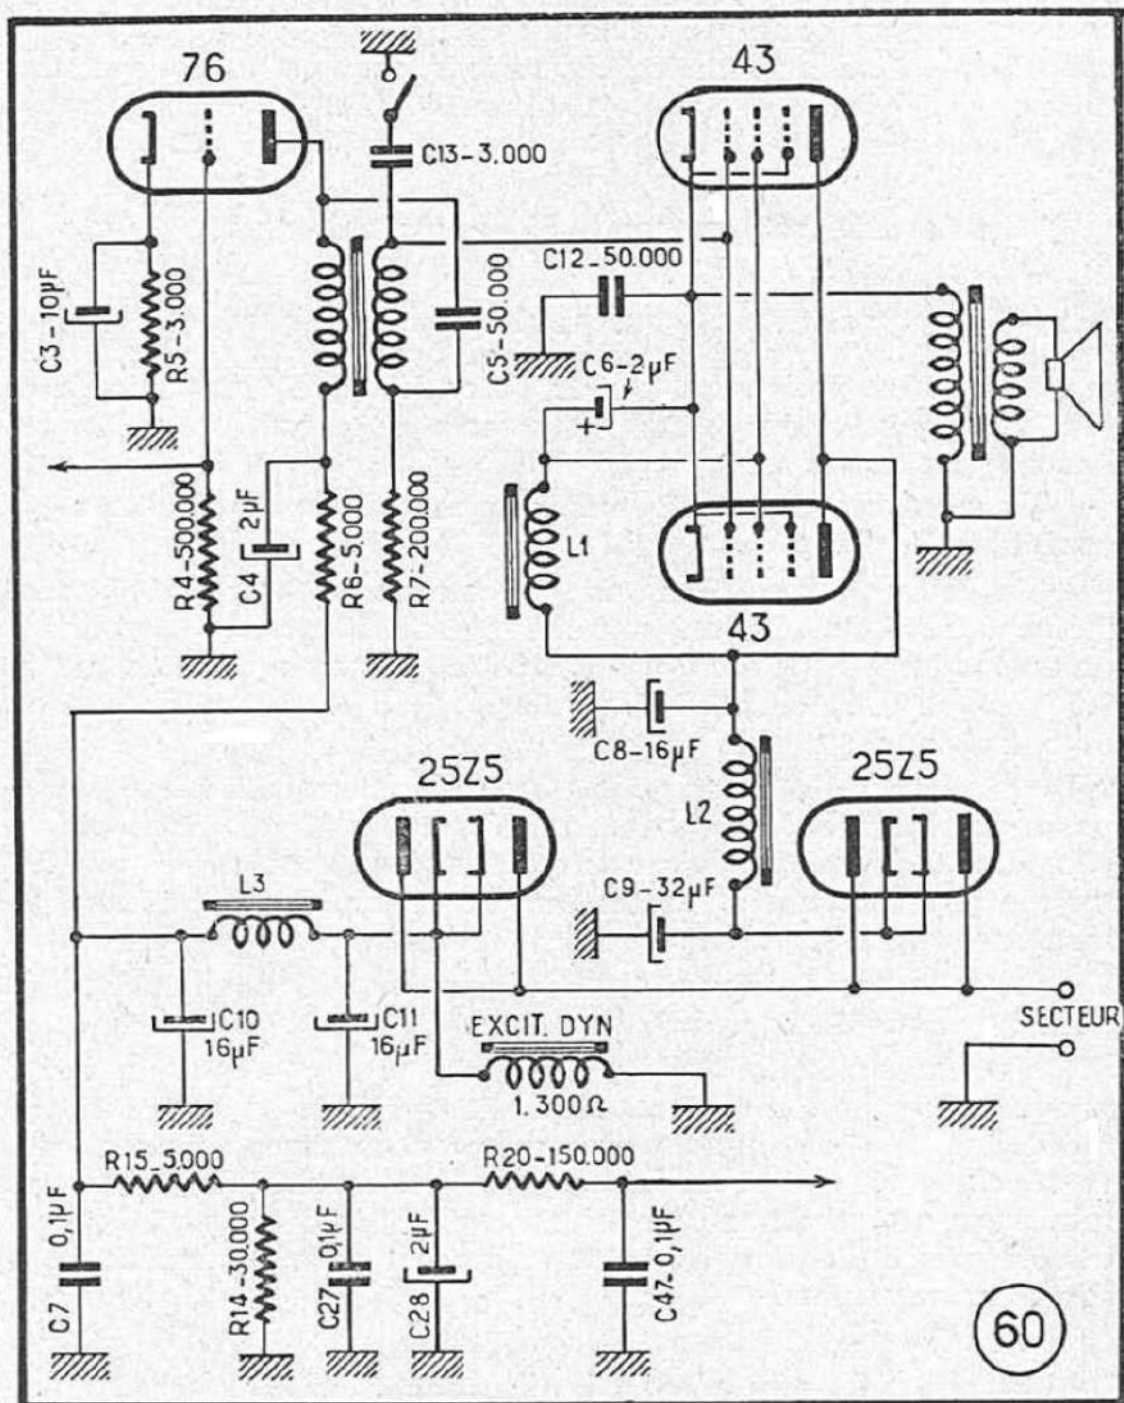 76
43
C13-3.000
C12-50.000
C3-10µF
R5-3.000
C5-50.000
C6-2µF
+
R4-500.000
C4
2µF
R6-5.000
R7-200.000
L1
43
C8-16µF
25Z5
25Z5
L2
L3
C9-32µF
C10
16µF
C11
16µF
EXCIT. DYN
1.300Ω
SECTEUR
R15-5.000
R20-150.000
C7
0,1µF
R14-30.000
C27
0,1µF
C28
2µF
C47-0,1µF
60